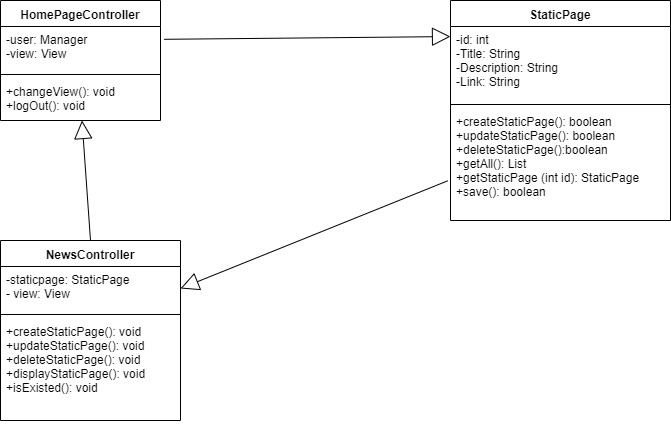 HomePageController
-user: Manager
-view: View
+changeView(): void
+logOut(): void
StaticPage
-id: int
-Title: String
-Description: String
-Link: String
+createStaticPage(): boolean
+updateStaticPage(): boolean
+deleteStaticPage():boolean
+getAll(): List
+getStaticPage (int id): StaticPage
+save(): boolean
NewsController
-staticpage: StaticPage
- view: View
+createStaticPage(): void
+updateStaticPage(): void
+deleteStaticPage(): void
+displayStaticPage(): void
+isExisted(): void